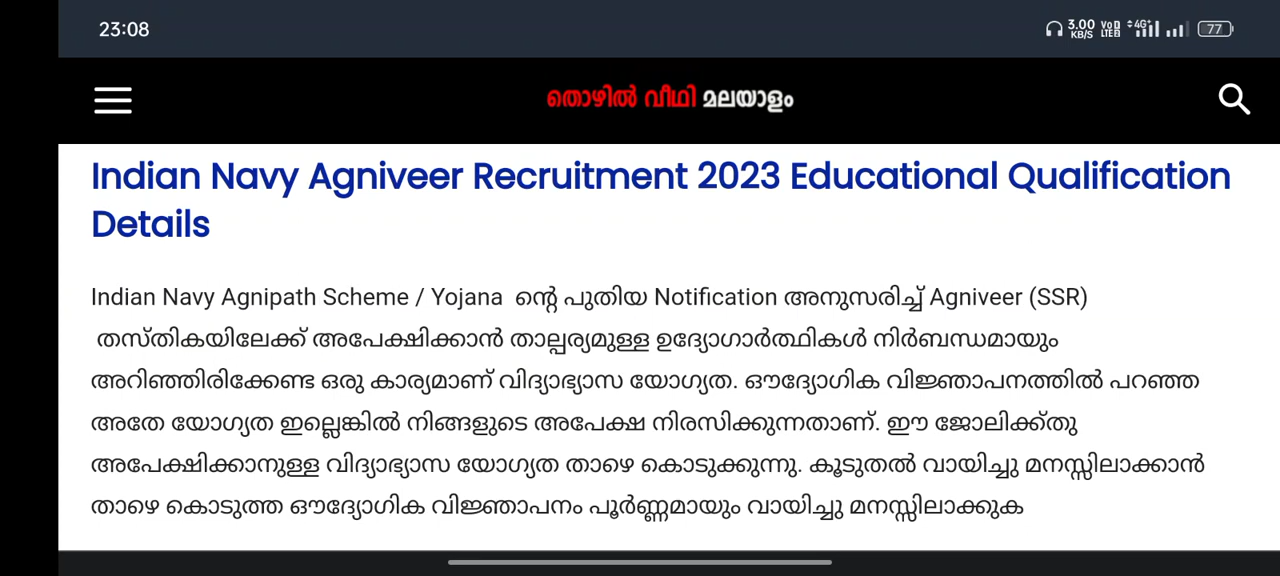 23:08
3.00 KB/S VoD LTE 4G+ 77
തൊഴിൽ വീഥി മലയാളം
Indian Navy Agniveer Recruitment 2023 Educational Qualification
Details
Indian Navy Agnipath Scheme / Yojana ന്റെ പുതിയ Notification അനുസരിച്ച് Agniveer (SSR)
തസ്തികയിലേക്ക് അപേക്ഷിക്കാൻ താല്പര്യമുള്ള ഉദ്യോഗാർത്ഥികൾ നിർബന്ധമായും
അറിഞ്ഞിരിക്കേണ്ട ഒരു കാര്യമാണ് വിദ്യാഭ്യാസ യോഗ്യത. ഔദ്യോഗിക വിജ്ഞാപനത്തിൽ പറഞ്ഞ
അതേ യോഗ്യത ഇല്ലെങ്കിൽ നിങ്ങളുടെ അപേക്ഷ നിരസിക്കുന്നതാണ്. ഈ ജോലിക്ക്തു
അപേക്ഷിക്കാനുള്ള വിദ്യാഭ്യാസ യോഗ്യത താഴെ കൊടുക്കുന്നു. കൂടുതൽ വായിച്ചു മനസ്സിലാക്കാൻ
താഴെ കൊടുത്ത ഔദ്യോഗിക വിജ്ഞാപനം പൂർണ്ണമായും വായിച്ചു മനസ്സിലാക്കുക